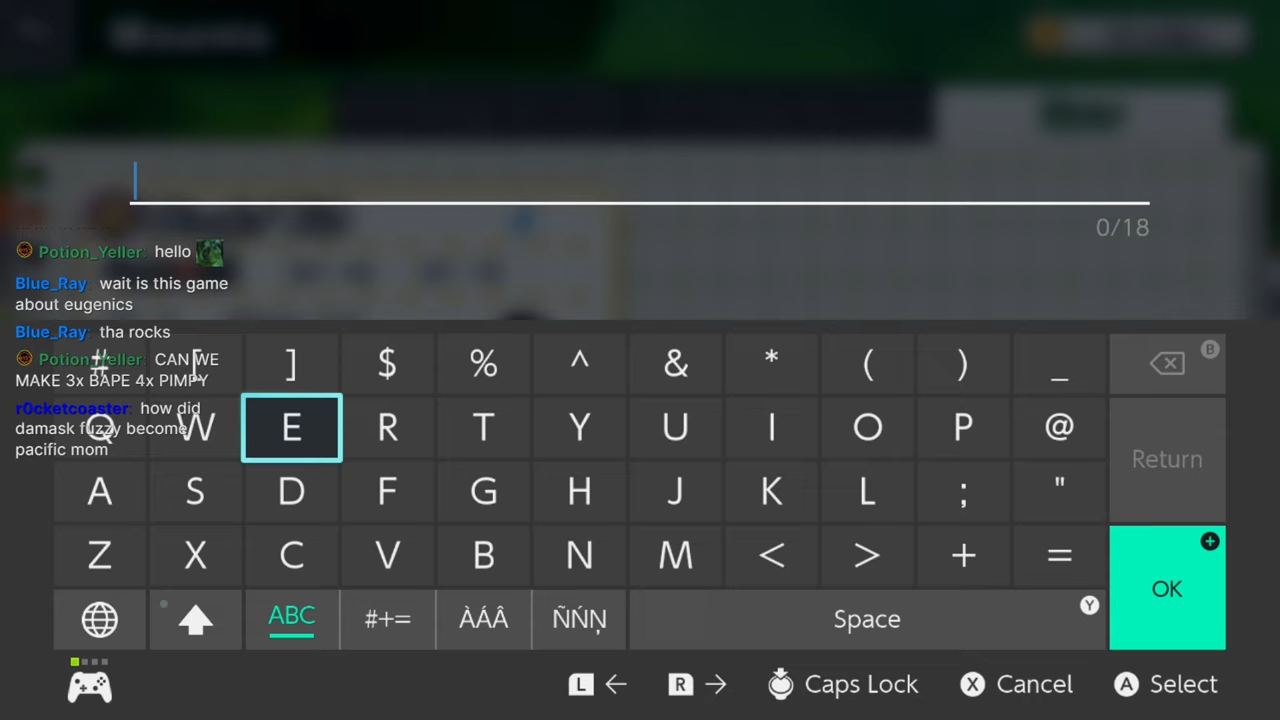 0/18
Potion_Yeller: hello
Blue_Ray: wait is this game
about eugenics
Blue_Ray: tha rocks
Potion_Yeller: CAN WE
MAKE 3x BAPE 4x PIMPY
r0cketcoaster: how did
damask fuzzy become
pacific mom
# [ ] $ % ^ & * ( ) _ B
Q W E R T Y U I O P @ Return
A S D F G H J K L ; "
Z X C V B N M < > + = OK
ABC #+= ÀÁÂ ÑŃŅ Space Y
L ← R → Caps Lock X Cancel A Select